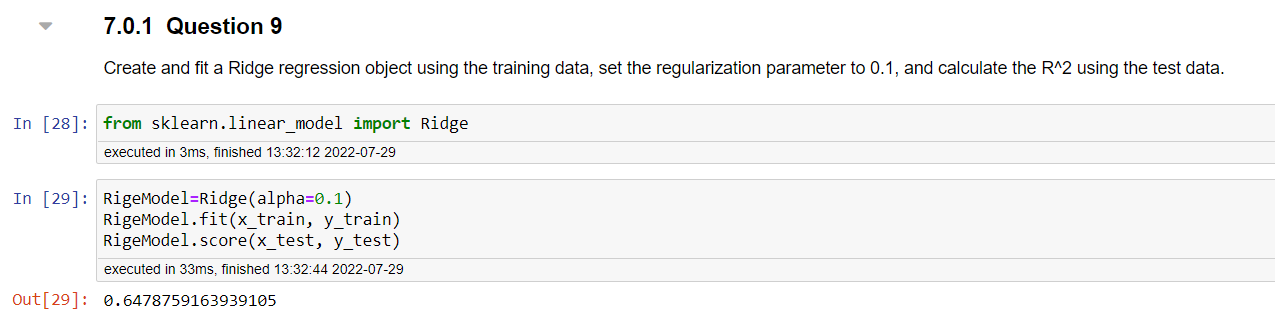 7.0.1 Question 9
Create and fit a Ridge regression object using the training data, set the regularization parameter to 0.1, and calculate the R^2 using the test data.
In [28]: from sklearn.linear_model import Ridge
executed in 3ms, finished 13:32:12 2022-07-29
In [29]: RigeModel=Ridge(alpha=0.1)
RigeModel.fit(x_train, y_train)
RigeModel.score(x_test, y_test)
executed in 33ms, finished 13:32:44 2022-07-29
Out[29]: 0.6478759163939105